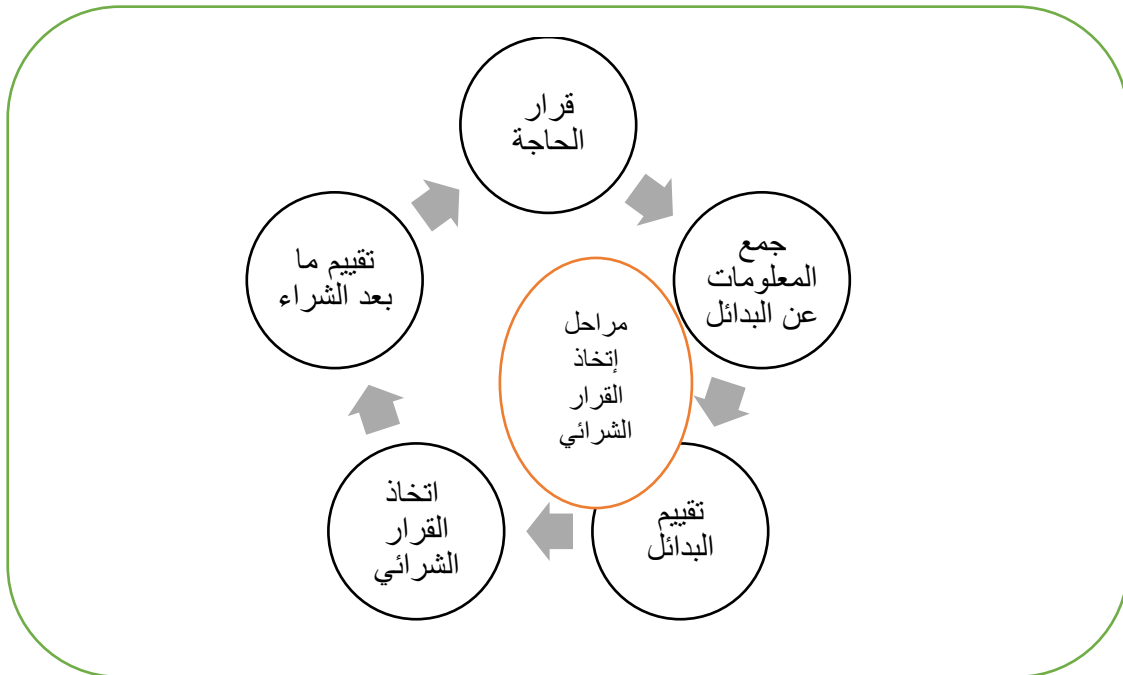 قرار
الحاجة
جمع
المعلومات
عن البدائل
تقييم
البدائل
اتخاذ
القرار
الشرائي
تقييم ما
بعد الشراء
مراحل
إتخاذ
القرار
الشرائي